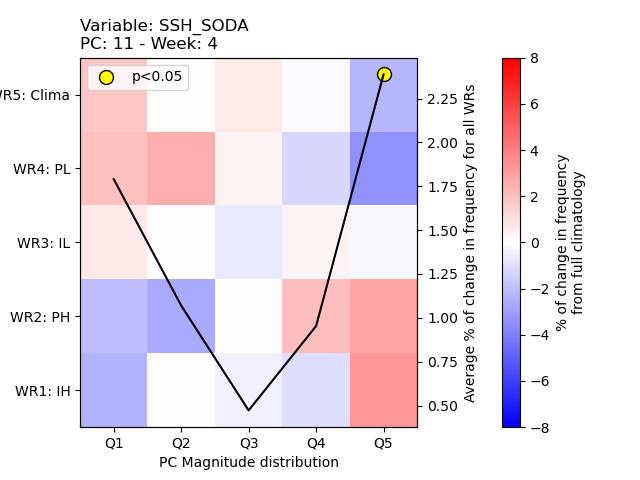 Variable: SSH_SODA
PC: 11 - Week: 4
p<0.05
WR5: Clima
WR4: PL
WR3: IL
WR2: PH
WR1: IH
Q1 Q2 Q3 Q4 Q5
PC Magnitude distribution
2.25
2.00
1.75
1.50
1.25
1.00
0.75
0.50
Average % of change in frequency for all WRs
8
6
4
2
0
−2
−4
−6
−8
% of change in frequency
from full climatology